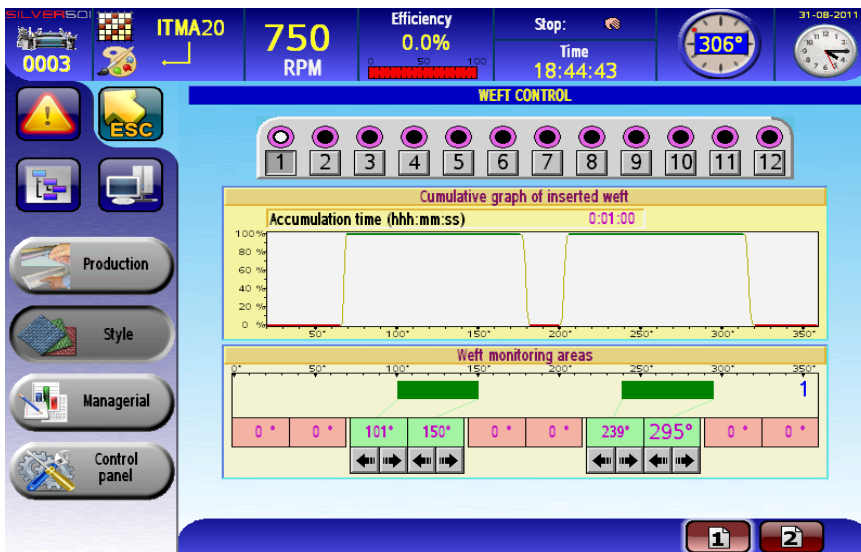 SILVER501
0003
ITMA20
750
RPM
Efficiency
0.0%
0 50 100
Stop:
Time
18:44:43
306°
31-08-2011
ESC
WEFT CONTROL
1 2 3 4 5 6 7 8 9 10 11 12
Cumulative graph of inserted weft
Accumulation time (hhh:mm:ss) 0:01:00
100 %
80 %
60 %
40 %
20 %
0 %
50° 100° 150° 200° 250° 300° 350°
Weft monitoring areas
0° 50° 100° 150° 200° 250° 300° 350°
1
0 ° 0 ° 101° 150° 0 ° 0 ° 239° 295° 0 ° 0 °
Production
Style
Managerial
Control
panel
1 2